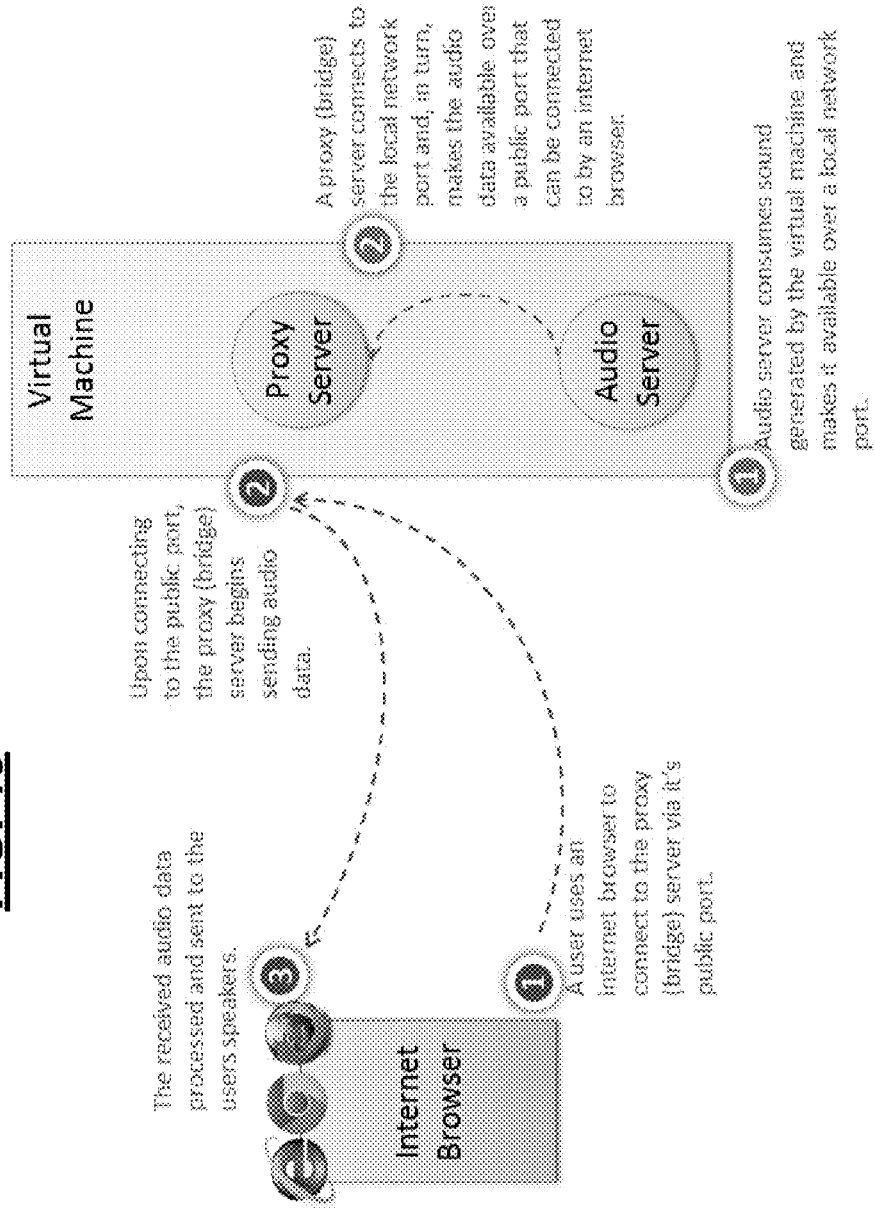 Virtual
Machine
Proxy
Server
Audio
Server
2
A proxy (bridge)
server connects to
the local network
port and, in turn,
makes the audio
data available over
a public port that
can be connected
to by an internet
browser.
1
Audio server consumes sound
generated by the virtual machine and
makes it available over a local network
port.
2
Upon connecting
to the public port,
the proxy (bridge)
server begins
sending audio
data.
3
The received audio data
processed and sent to the
users speakers.
Internet
Browser
1
A user uses an
internet browser to
connect to the proxy
(bridge) server via it's
public port.